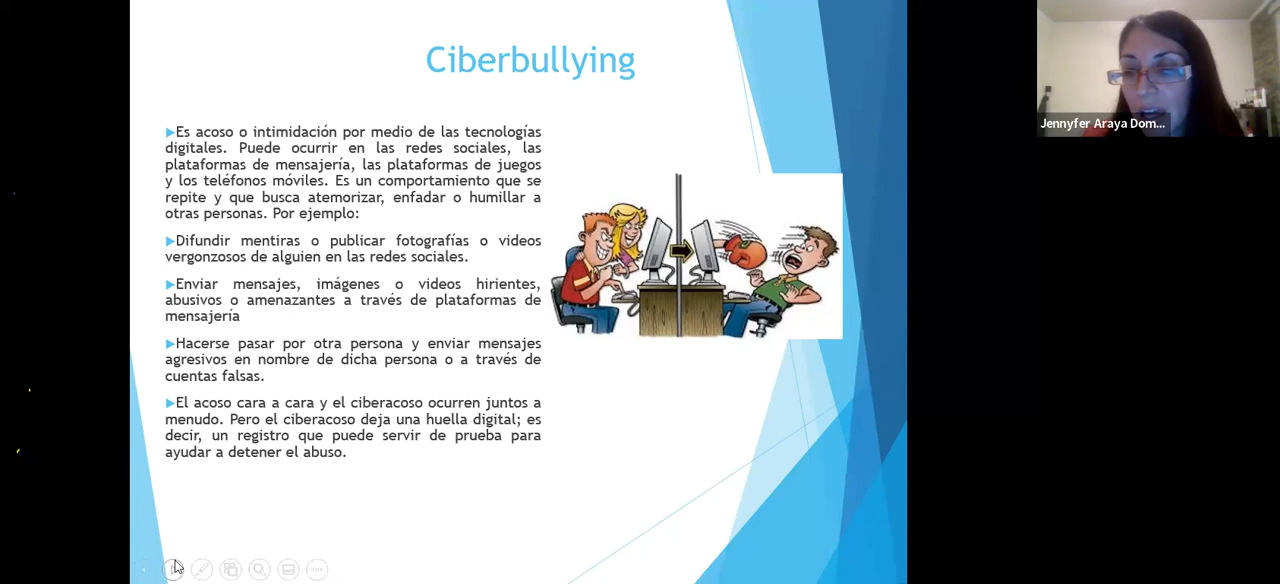 Ciberbullying
Es acoso o intimidación por medio de las tecnologías
digitales. Puede ocurrir en las redes sociales, las
plataformas de mensajería, las plataformas de juegos
y los teléfonos móviles. Es un comportamiento que se
repite y que busca atemorizar, enfadar o humillar a
otras personas. Por ejemplo:
Difundir mentiras o publicar fotografías o videos
vergonzosos de alguien en las redes sociales.
Enviar mensajes, imágenes o videos hirientes,
abusivos o amenazantes a través de plataformas de
mensajería
Hacerse pasar por otra persona y enviar mensajes
agresivos en nombre de dicha persona o a través de
cuentas falsas.
El acoso cara a cara y el ciberacoso ocurren juntos a
menudo. Pero el ciberacoso deja una huella digital; es
decir, un registro que puede servir de prueba para
ayudar a detener el abuso.
Jennyfer Araya Dom...